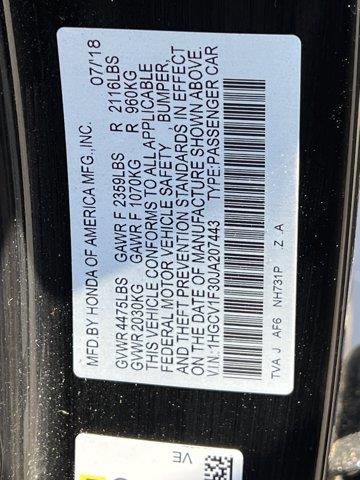 MFD BY HONDA OF AMERICA MFG.,INC. 07/'18
GVWR 4475LBS GAWR F 2359LBS R 2116LBS
GVWR 2030KG GAWR F 1070KG R 960KG
THIS VEHICLE CONFORMS TO ALL APPLICABLE
FEDERAL MOTOR VEHICLE SAFETY , BUMPER,
AND THEFT PREVENTION STANDARDS IN EFFECT
ON THE DATE OF MANUFACTURE SHOWN ABOVE.
V I N : 1HGCV1F30JA207443 TYPE:PASSENGER CAR
TVA J AF6 NH731P Z .A
VE